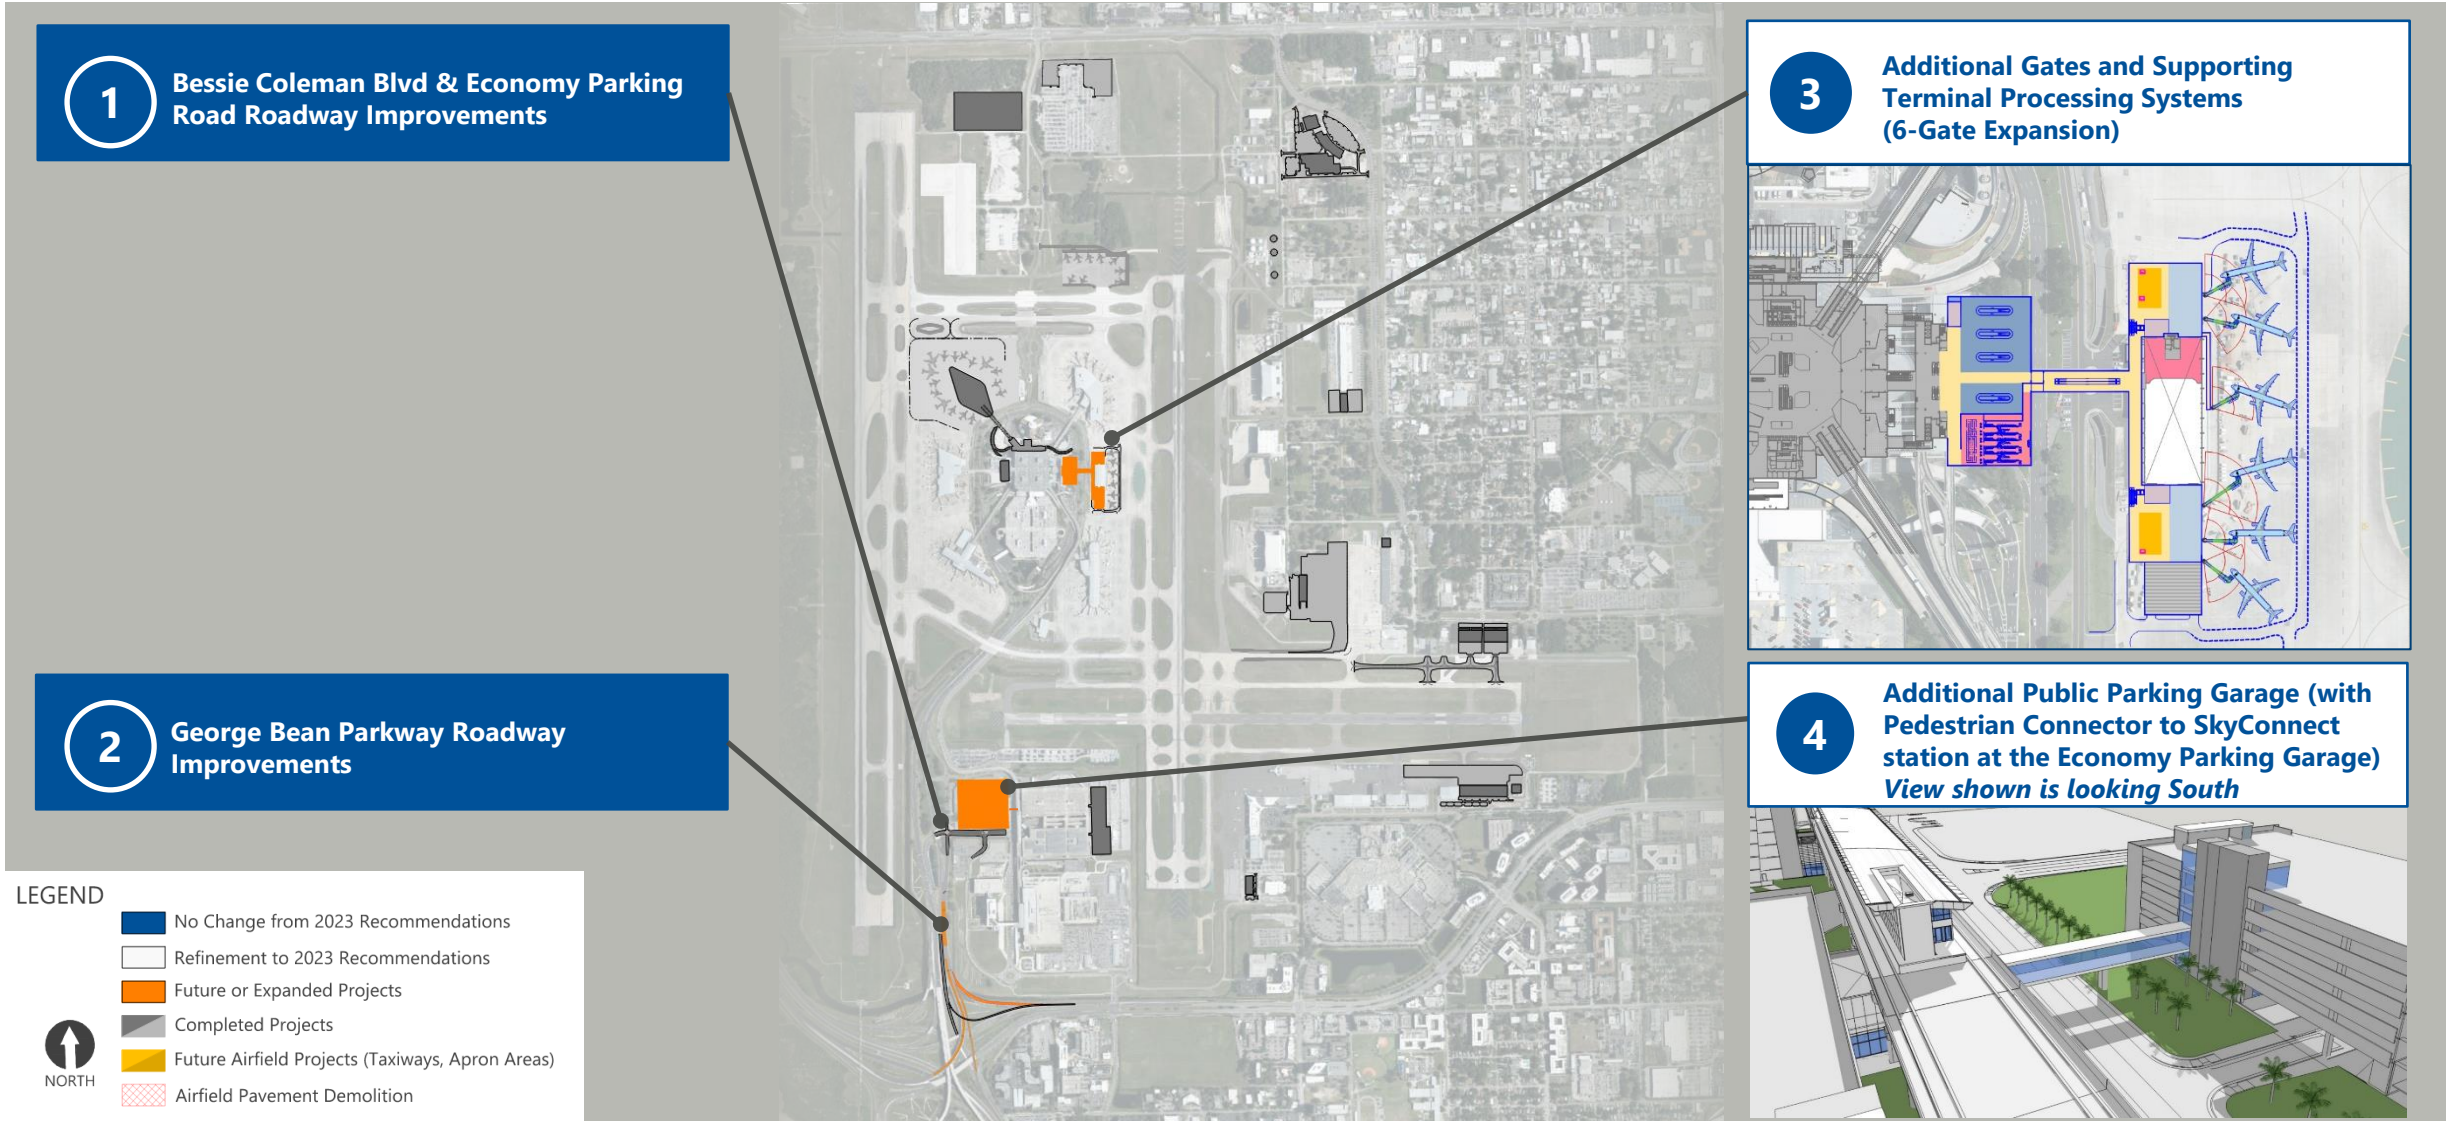 1
Bessie Coleman Blvd & Economy Parking
Road Roadway Improvements
2
George Bean Parkway Roadway
Improvements
3
Additional Gates and Supporting
Terminal Processing Systems
(6-Gate Expansion)
4
Additional Public Parking Garage (with
Pedestrian Connector to SkyConnect
station at the Economy Parking Garage)
View shown is looking South
LEGEND
No Change from 2023 Recommendations
Refinement to 2023 Recommendations
Future or Expanded Projects
Completed Projects
Future Airfield Projects (Taxiways, Apron Areas)
Airfield Pavement Demolition
NORTH